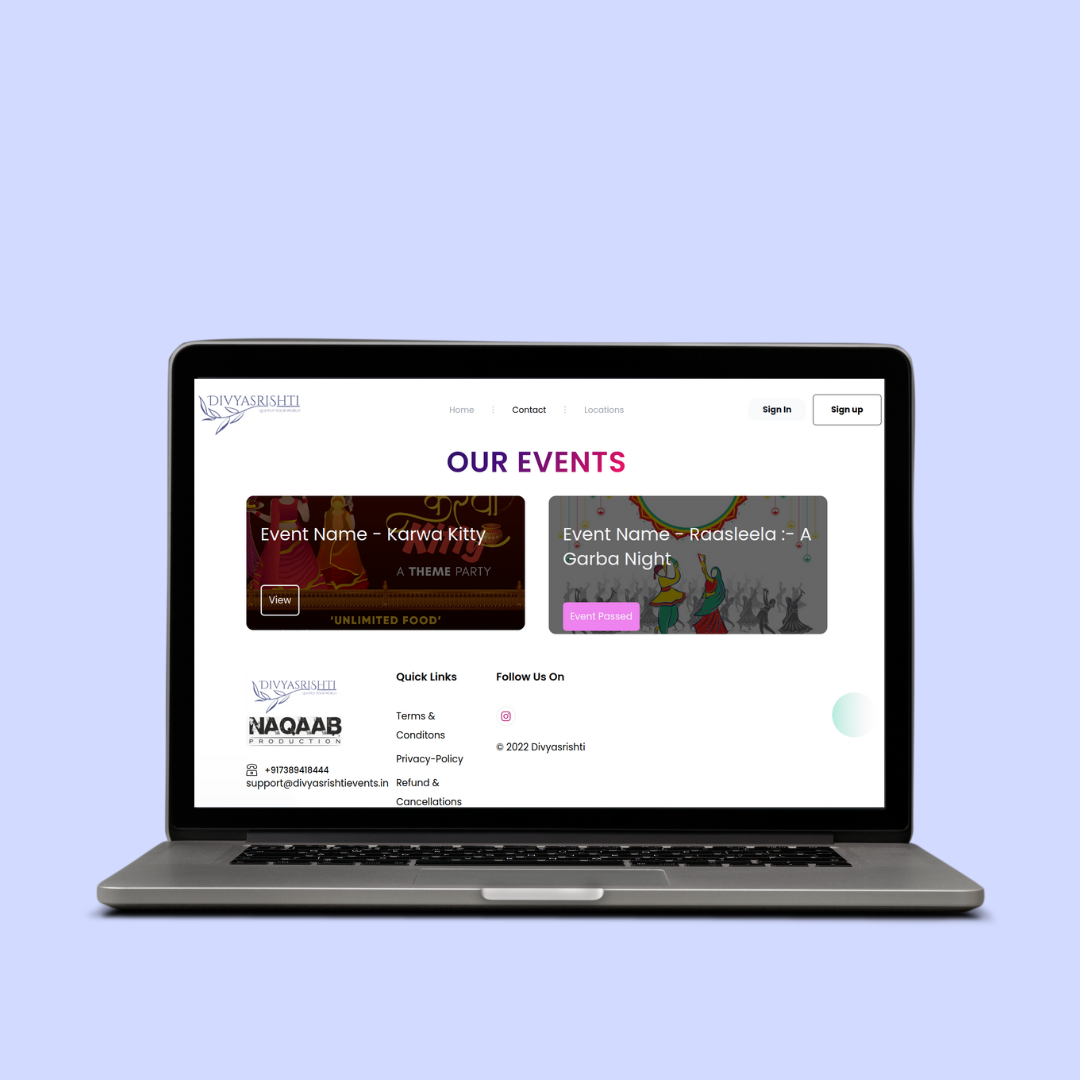 DIVYASRISHTI
Home
Contact
Locations
Sign In
Sign up
OUR EVENTS
करवा
Kitty
Event Name - Karwa Kitty
A THEME PARTY
View
'UNLIMITED FOOD'
Event Name - Raasleela :- A
Garba Night
Event Passed
DIVYASRISHTI
NAQAAB
PRODUCTION
+917389418444
support@divyasrishtievents.in
Quick Links
Terms &
Conditons
Privacy-Policy
Refund &
Cancellations
Follow Us On
© 2022 Divyasrishti